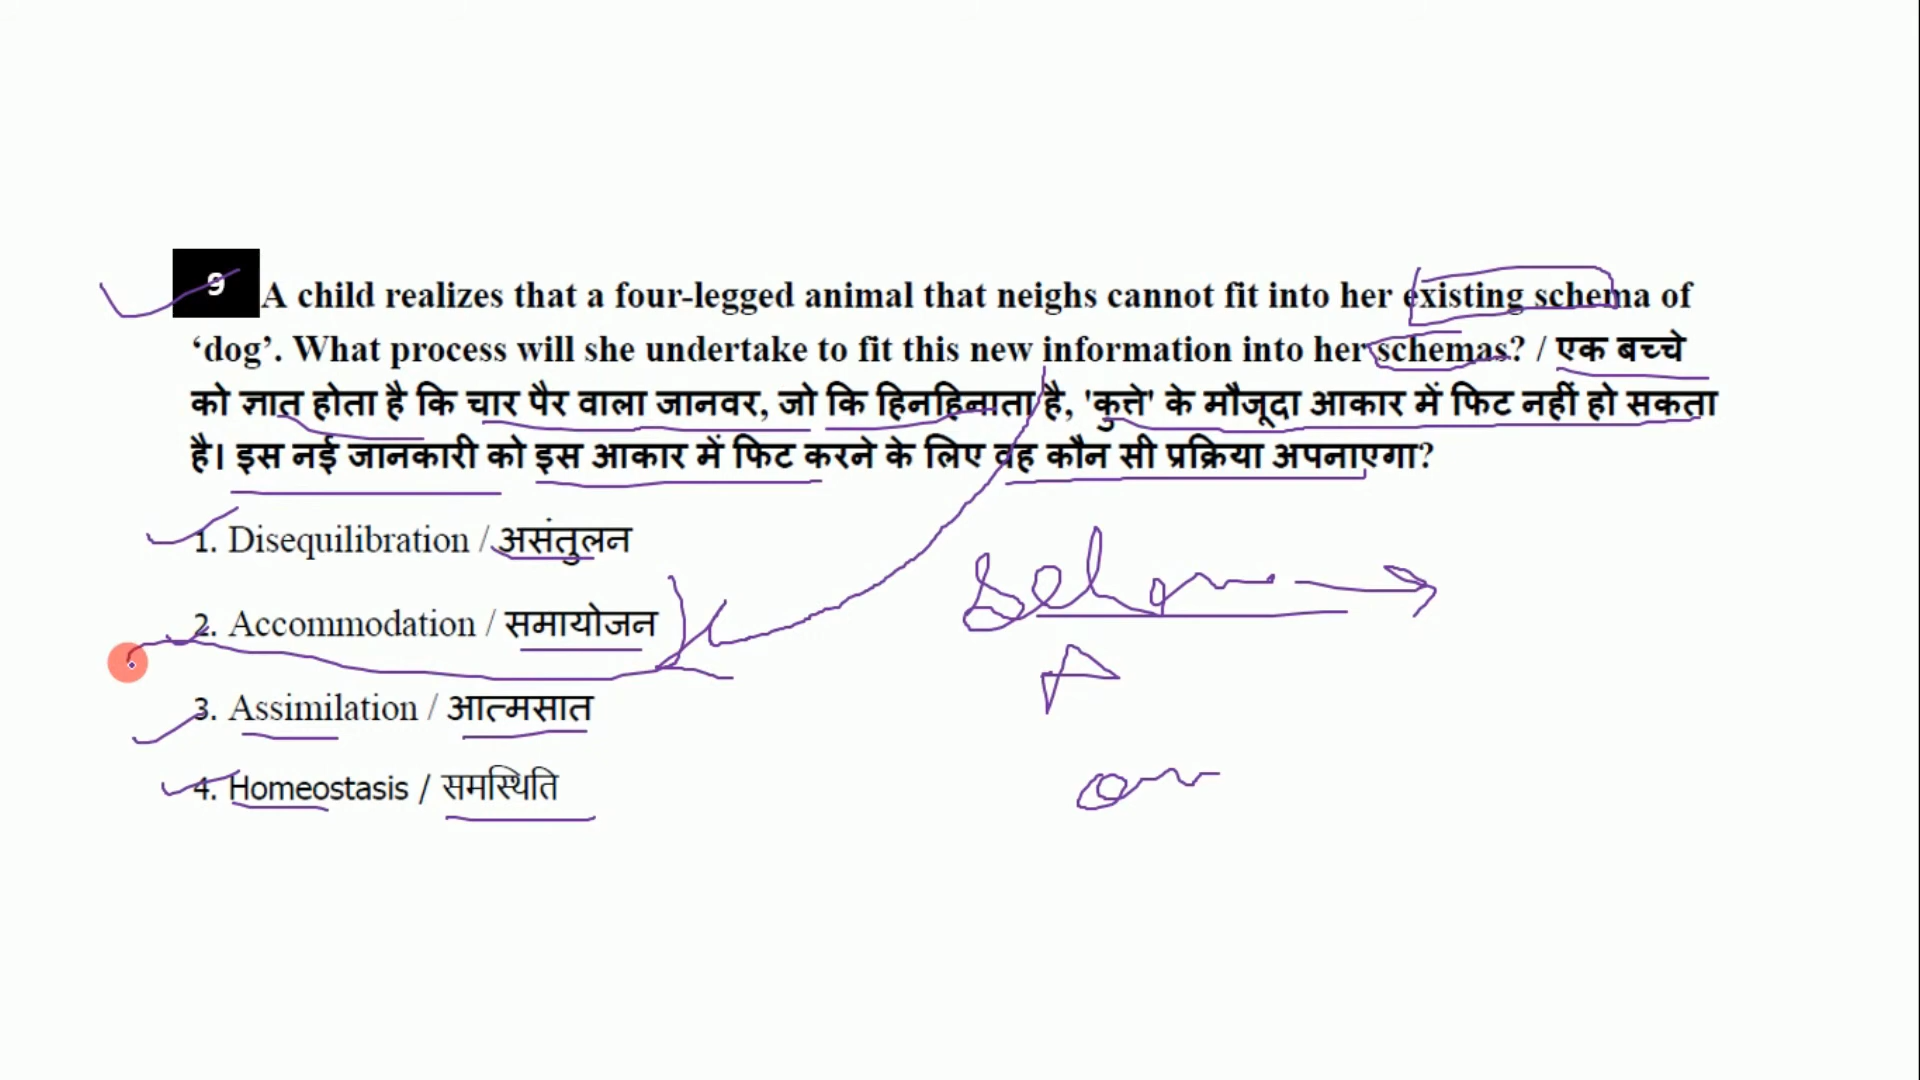 9 A child realizes that a four-legged animal that neighs cannot fit into her existing schema of
‘dog’. What process will she undertake to fit this new information into her schemas? / एक बच्चे
को ज्ञात होता है कि चार पैर वाला जानवर, जो कि हिनहिनाता है, 'कुत्ते' के मौजूदा आकार में फिट नहीं हो सकता
है। इस नई जानकारी को इस आकार में फिट करने के लिए वह कौन सी प्रक्रिया अपनाएगा?
1. Disequilibration / असंतुलन
2. Accommodation / समायोजन
3. Assimilation / आत्मसात
4. Homeostasis / समस्थिति